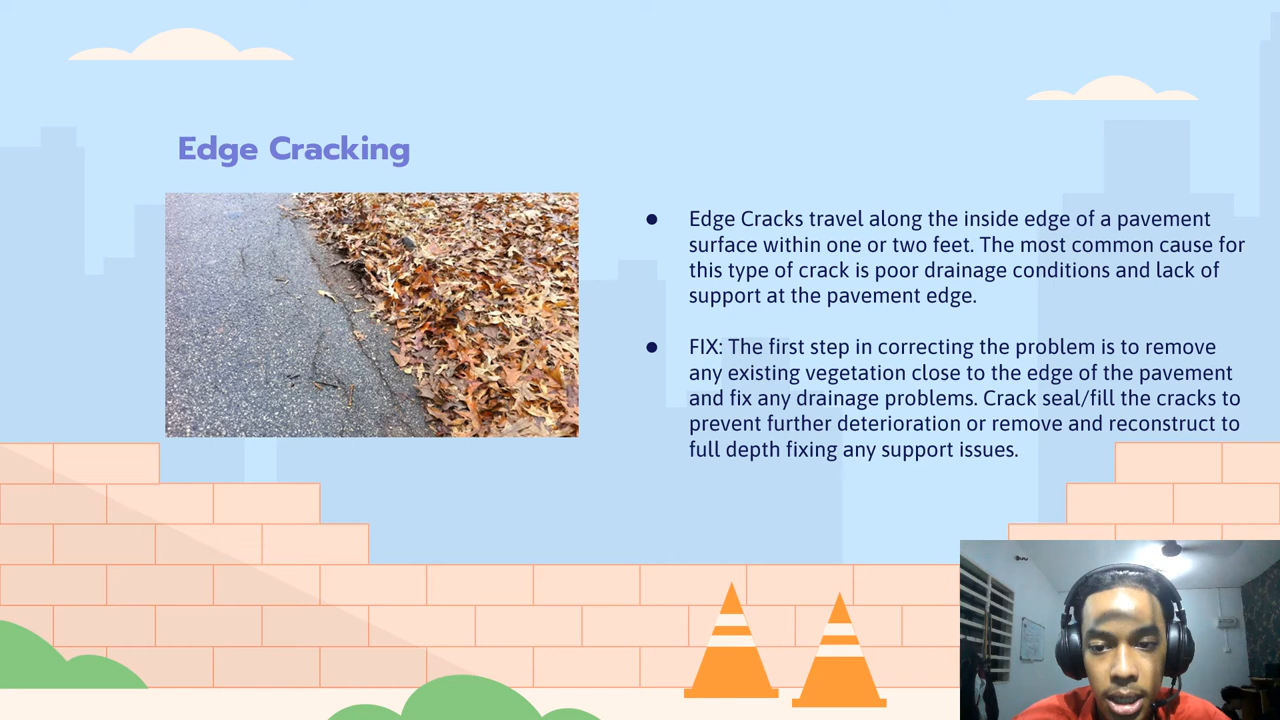 Edge Cracking
● Edge Cracks travel along the inside edge of a pavement
surface within one or two feet. The most common cause for
this type of crack is poor drainage conditions and lack of
support at the pavement edge.
● FIX: The first step in correcting the problem is to remove
any existing vegetation close to the edge of the pavement
and fix any drainage problems. Crack seal/fill the cracks to
prevent further deterioration or remove and reconstruct to
full depth fixing any support issues.